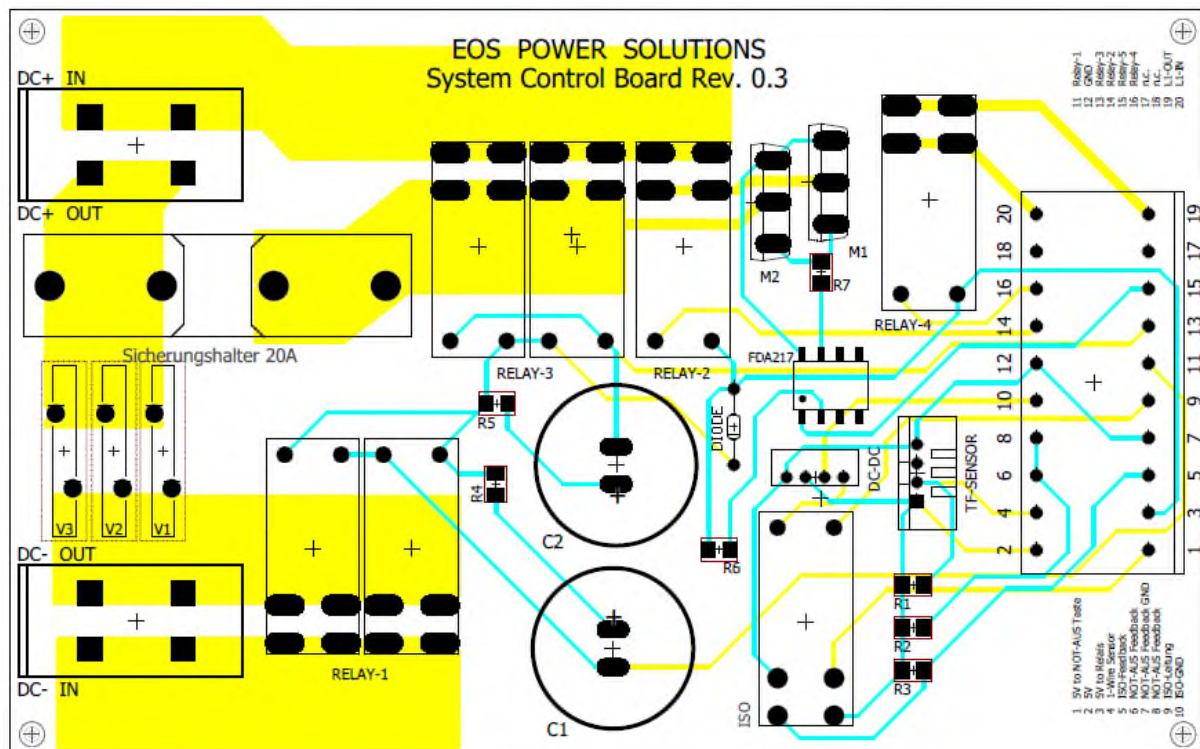 EOS POWER SOLUTIONS
System Control Board Rev. 0.3
DC+ IN
DC+ OUT
11 Relay-1
12 GND
13 Relay-3
14 Relay-2
15 Relay-5
16 Relay-4
17 n.c.
18 n.c.
19 L1-OUT
20 L1-IN
M2
M1
R7
RELAY-4
Sicherungshalter 20A
RELAY-3
RELAY-2
FDA217
20
18
16
14
12
10
8
6
4
2
19
17
15
13
11
9
7
5
3
1
R5
R4
DIODE
DC-DC
TF-SENSOR
V3
V2
V1
C2
R6
DC- OUT
DC- IN
RELAY-1
C1
ISO
R1
R2
R3
1 5V to NOT-AUS Taste
2 5V
3 5V to Relais
4 1-Wire Sensor
5 ISO-Feedback
6 NOT-AUS Feedback
7 NOT-AUS Feedback GND
8 NOT-AUS Feedback
9 ISO-Leitung
10 ISO-GND